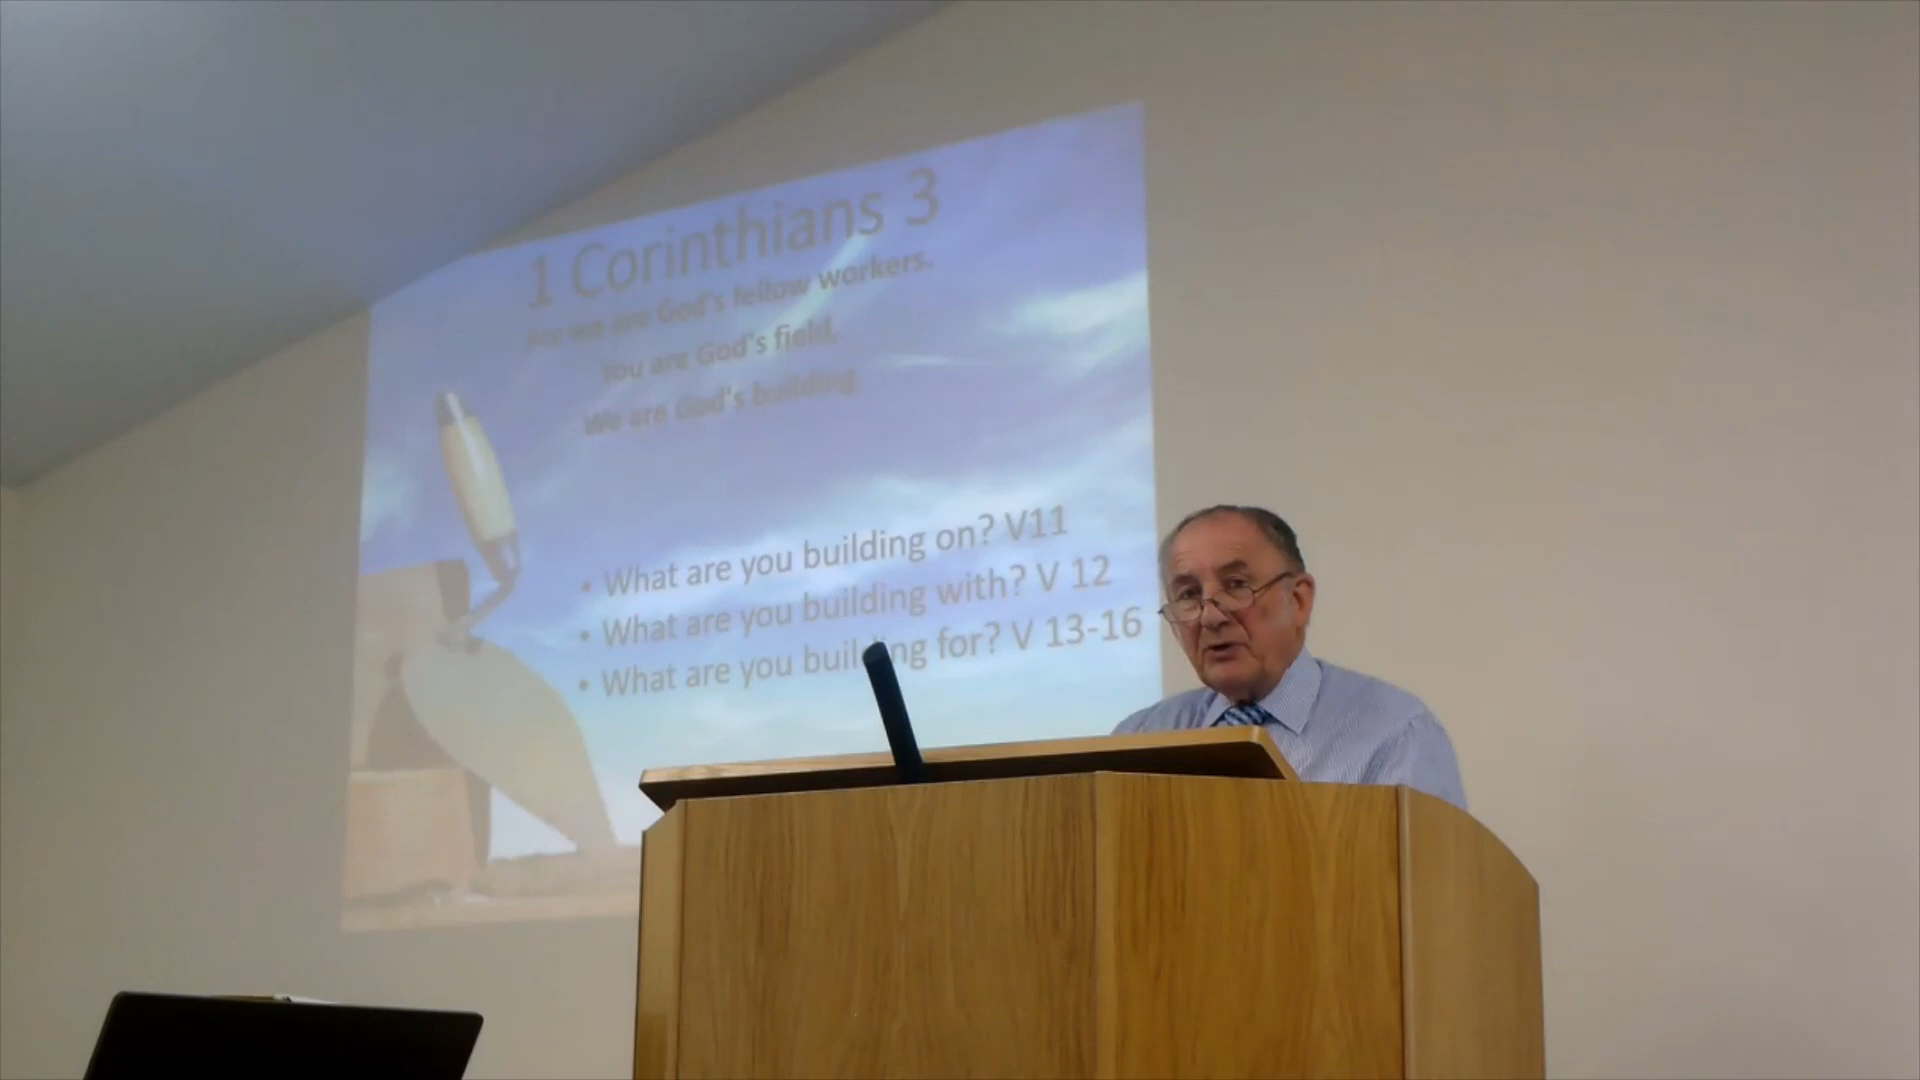 1 Corinthians 3
For we are God's fellow workers.
You are God's field,
We are God's building.
• What are you building on? V11
• What are you building with? V 12
• What are you building for? V 13-16